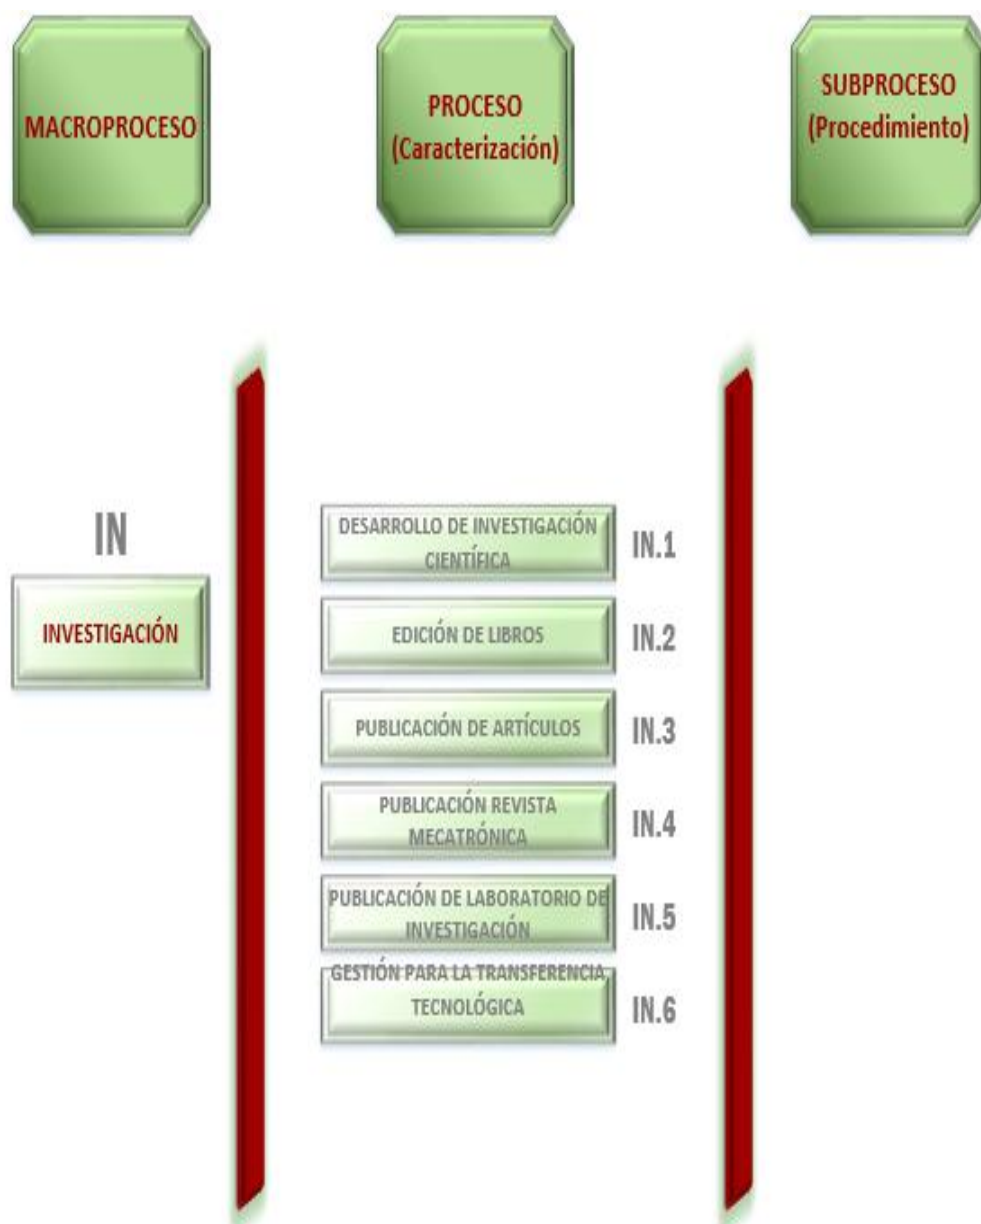 MACROPROCESO
PROCESO
(Caracterización)
SUBPROCESO
(Procedimiento)
IN
INVESTIGACIÓN
DESARROLLO DE INVESTIGACIÓN
CIENTÍFICA
IN.1
EDICIÓN DE LIBROS
IN.2
PUBLICACIÓN DE ARTÍCULOS
IN.3
PUBLICACIÓN REVISTA
MECATRÓNICA
IN.4
PUBLICACIÓN DE LABORATORIO DE
INVESTIGACIÓN
IN.5
GESTIÓN PARA LA TRANSFERENCIA
TECNOLÓGICA
IN.6